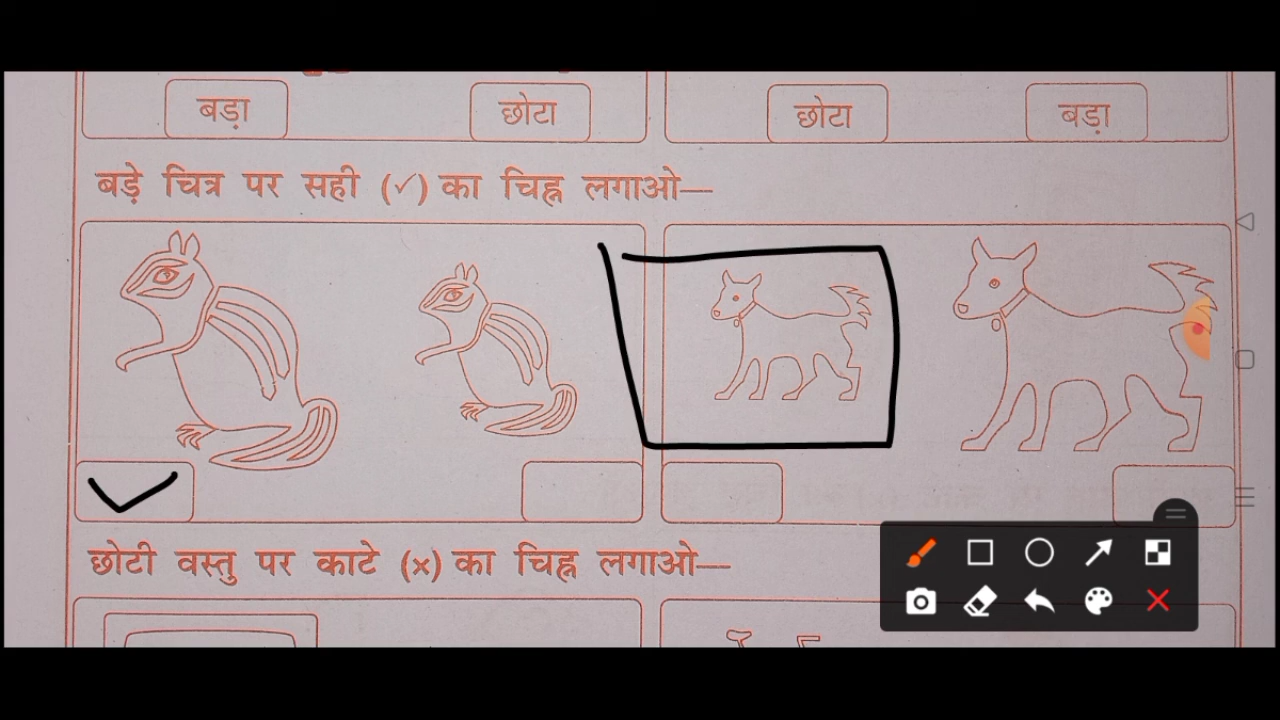 बड़ा छोटा छोटा बड़ा
बड़े चित्र पर सही (✓) का चिह्न लगाओ—
छोटी वस्तु पर काटे (×) का चिह्न लगाओ—